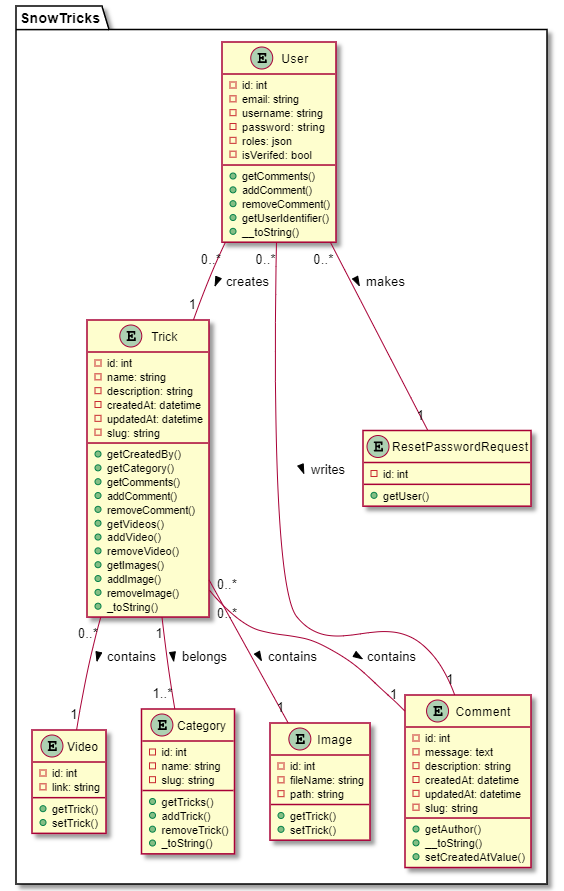 SnowTricks
E User
id: int
email: string
username: string
password: string
roles: json
isVerifed: bool
getComments()
addComment()
removeComment()
getUserIdentifier()
__toString()
0..* 0..* 0..*
creates
makes
1
E Trick
id: int
name: string
description: string
createdAt: datetime
updatedAt: datetime
slug: string
getCreatedBy()
getCategory()
getComments()
addComment()
removeComment()
getVideos()
addVideo()
removeVideo()
getImages()
addImage()
removeImage()
_toString()
1
E ResetPasswordRequest
id: int
getUser()
writes
0..*
0..*
0..* 1
contains
belongs
contains
contains
1
1..*
1
1
1
E Video
id: int
link: string
getTrick()
setTrick()
E Category
id: int
name: string
slug: string
getTricks()
addTrick()
removeTrick()
_toString()
E Image
id: int
fileName: string
path: string
getTrick()
setTrick()
E Comment
id: int
message: text
description: string
createdAt: datetime
updatedAt: datetime
slug: string
getAuthor()
__toString()
setCreatedAtValue()